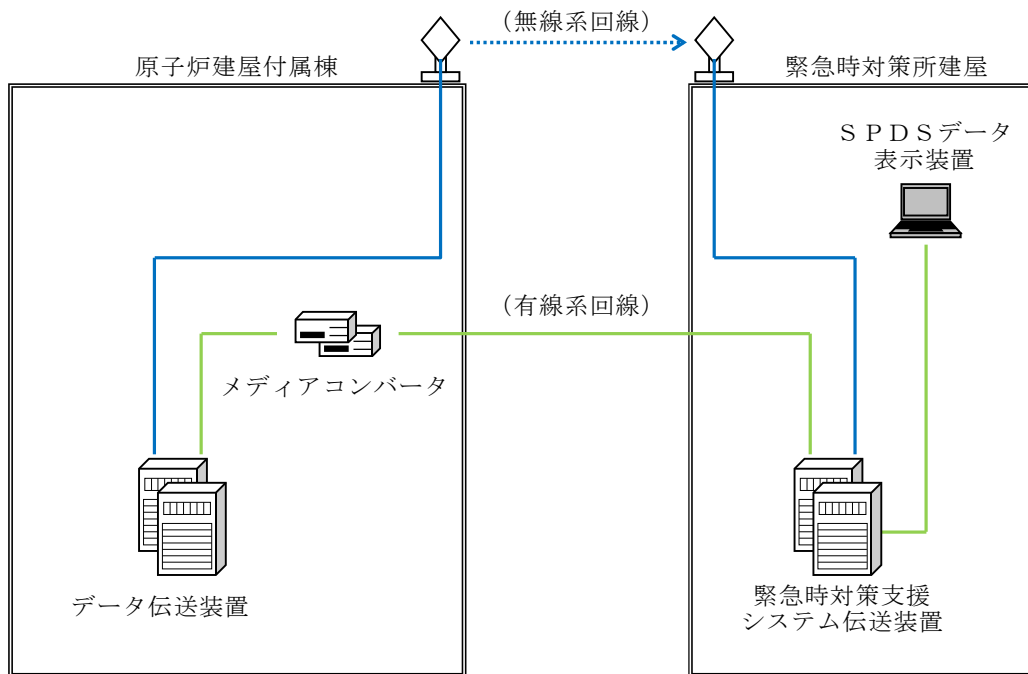 （無線系回線）
原子炉建屋付属棟
緊急時対策所建屋
ＳＰＤＳデータ
表示装置
（有線系回線）
メディアコンバータ
データ伝送装置
緊急時対策支援
システム伝送装置